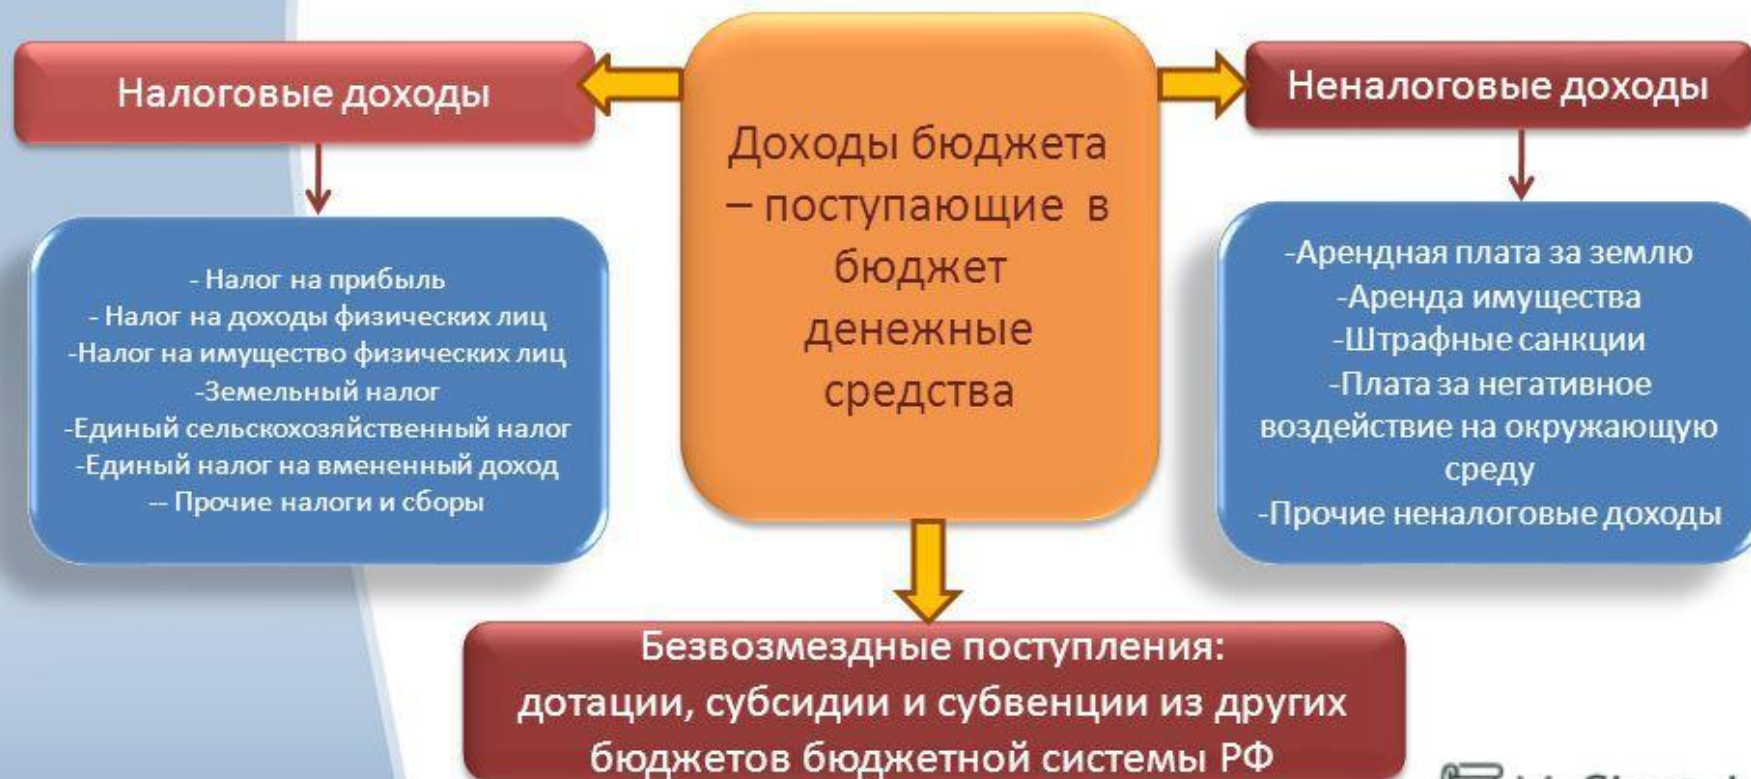 Налоговые доходы
- Налог на прибыль
- Налог на доходы физических лиц
-Налог на имущество физических лиц
-Земельный налог
-Единый сельскохозяйственный налог
-Единый налог на вмененный доход
-- Прочие налоги и сборы
Доходы бюджета
– поступающие в
бюджет
денежные
средства
Неналоговые доходы
-Арендная плата за землю
-Аренда имущества
-Штрафные санкции
-Плата за негативное
воздействие на окружающую
среду
-Прочие неналоговые доходы
Безвозмездные поступления:
дотации, субсидии и субвенции из других
бюджетов бюджетной системы РФ